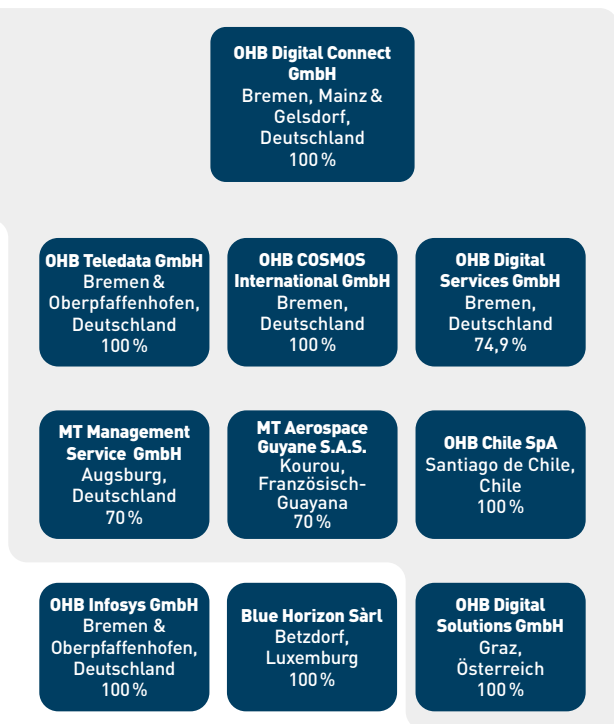 OHB Digital Connect
GmbH
Bremen, Mainz &
Gelsdorf,
Deutschland
100 %
OHB Teledata GmbH
Bremen &
Oberpfaffenhofen,
Deutschland
100 %
OHB COSMOS
International GmbH
Bremen,
Deutschland
100 %
OHB Digital
Services GmbH
Bremen,
Deutschland
74,9 %
MT Management
Service GmbH
Augsburg,
Deutschland
70 %
MT Aerospace
Guyane S.A.S.
Kourou,
Französisch-
Guayana
70 %
OHB Chile SpA
Santiago de Chile,
Chile
100 %
OHB Infosys GmbH
Bremen &
Oberpfaffenhofen,
Deutschland
100 %
Blue Horizon Sàrl
Betzdorf,
Luxemburg
100 %
OHB Digital
Solutions GmbH
Graz,
Österreich
100 %